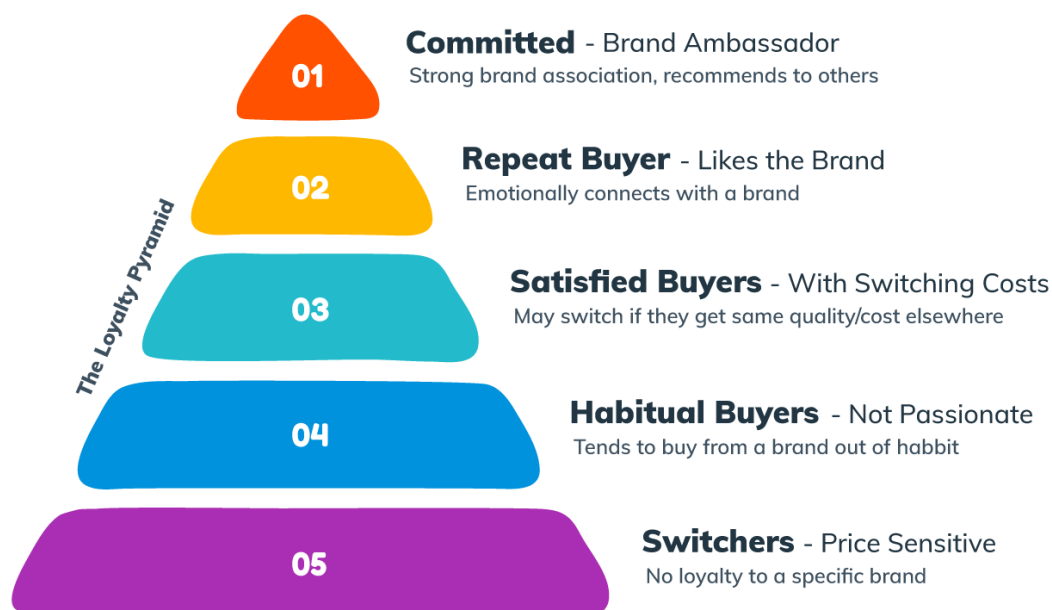 01
Committed - Brand Ambassador
Strong brand association, recommends to others
02
Repeat Buyer - Likes the Brand
Emotionally connects with a brand
The Loyalty Pyramid
03
Satisfied Buyers - With Switching Costs
May switch if they get same quality/cost elsewhere
04
Habitual Buyers - Not Passionate
Tends to buy from a brand out of habbit
05
Switchers - Price Sensitive
No loyalty to a specific brand